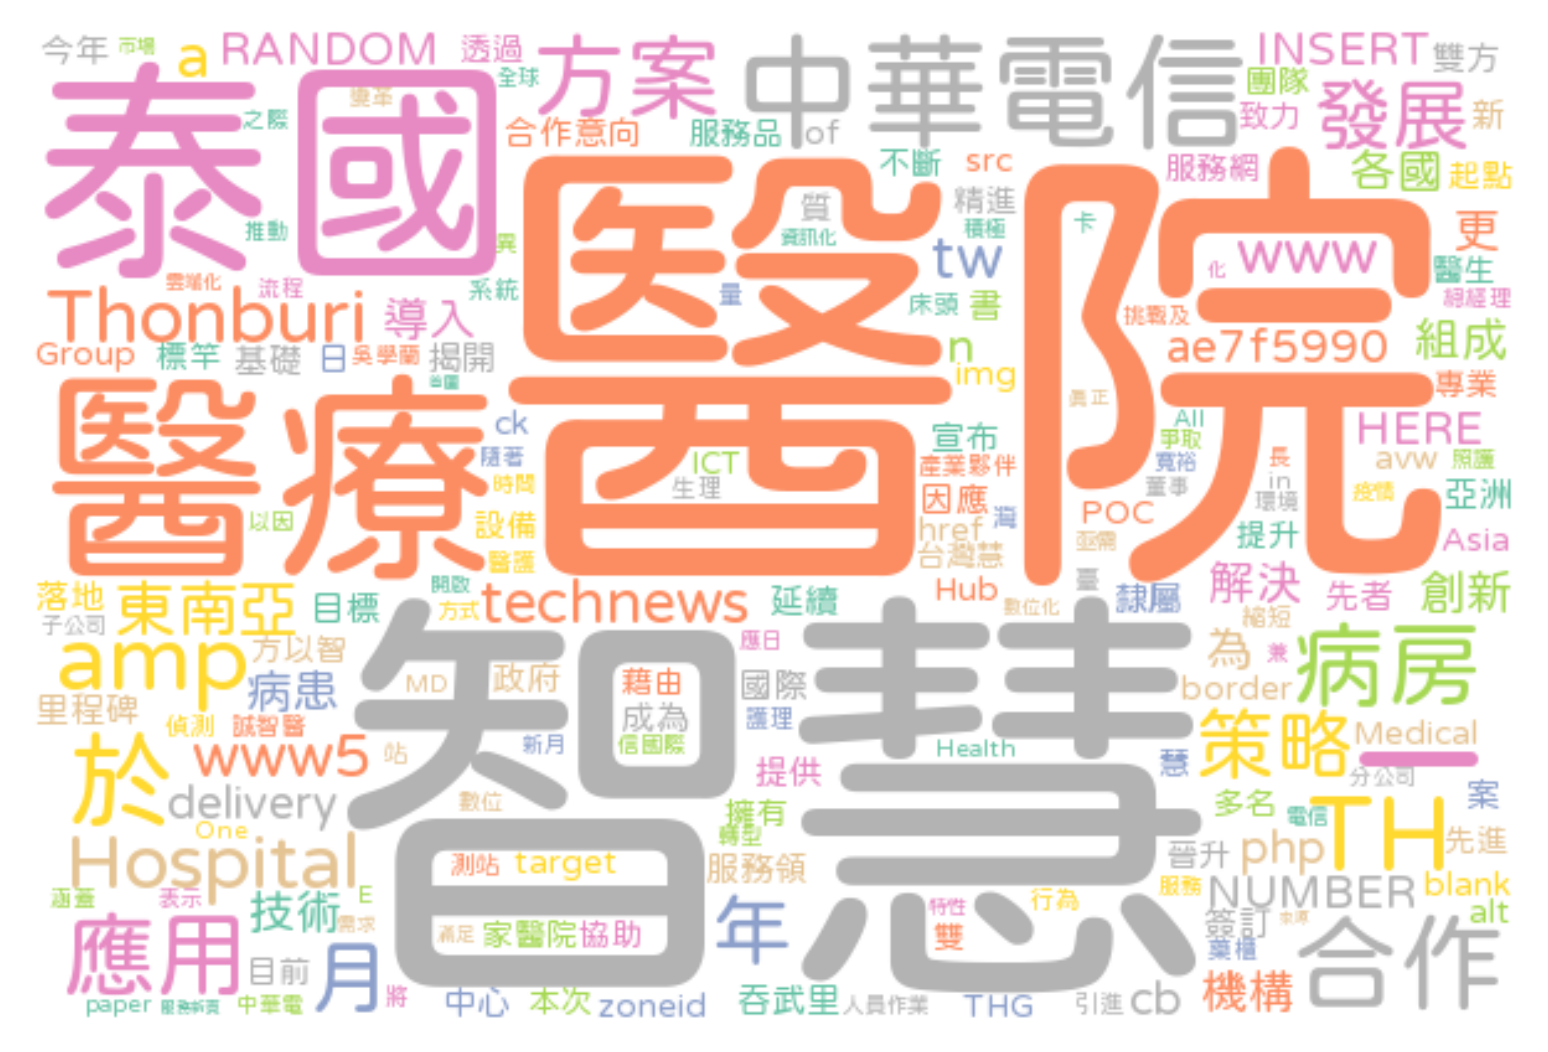 今年 市場 a RANDOM 透過 方案 中華電信 INSERT 雙方
泰國 變革 全球 團隊 發展
之際 合作意向 服務品 of 致力 新
醫院 不斷 src 服務網 各國 起點
推動 異 質 精進 卡 更
資訊化 積極 tw 化 www 醫生
雲端化 流程 系統 量 床頭 書 總經理
Thonburi 導入 挑戰及 組成
Group 標竿 基礎 日 吳學蘭 揭開 n ae7f5990
img 專業
醫療 ck 真正 All HERE
隨著 ICT 宣布 爭取 avw 照護
時間 生理 產業夥伴 寬裕 長
以因 設備 因應 灣 董事 in 疫情 亞洲
環境 POC
醫護 href 台灣慧 亟需 提升 Asia
落地 東南亞 目標 開啟 technews 延續 Hub 臺 解決 先者 創新
子公司 方式 數位化 隸屬 縮短
amp 方以智 智慧 應日 為 兼 病房
病患 MD 政府 藉由 國際 border
里程碑 偵測 誠智醫 成為 護理 策略 Medical 一
於 www5 站 新月 信國際 Health 慧 分公司
delivery 數位 提供 多名 案
One 擁有 電信 TH
Hospital 轉型 晉升 php 先進
測站 target 服務領 服務 NUMBER blank
涵蓋 表示 E 特性 行為 alt
應用 技術 需求 滿足 家醫院 協助 年 雙 簽訂 來源
目前 月 藥櫃 合作
paper 將 中心 本次 zoneid 吞武里 人員作業 THG 引進 cb 機構
中華電